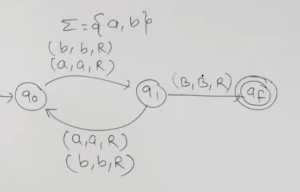 Σ={a,b}
(b,b,R)
(a,a,R)
q0
q1
(B,B,R)
qf
(a,a,R)
(b,b,R)